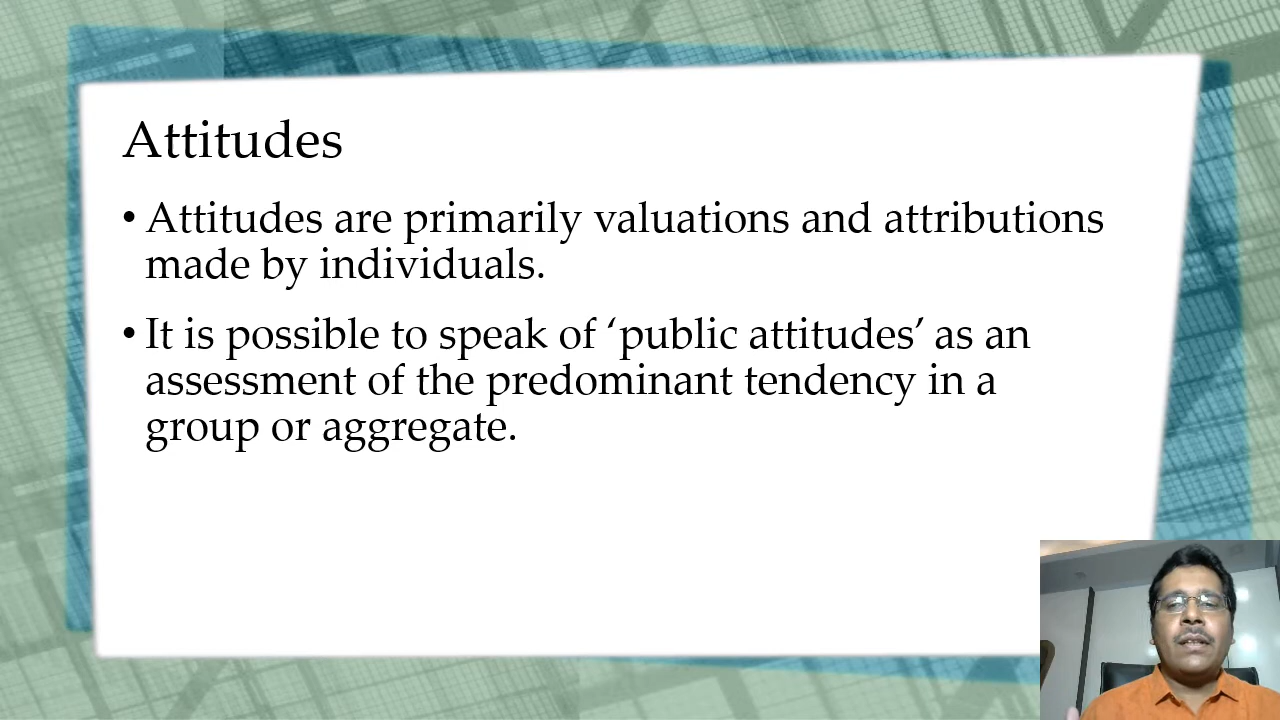 Attitudes
• Attitudes are primarily valuations and attributions
made by individuals.
• It is possible to speak of ‘public attitudes’ as an
assessment of the predominant tendency in a
group or aggregate.